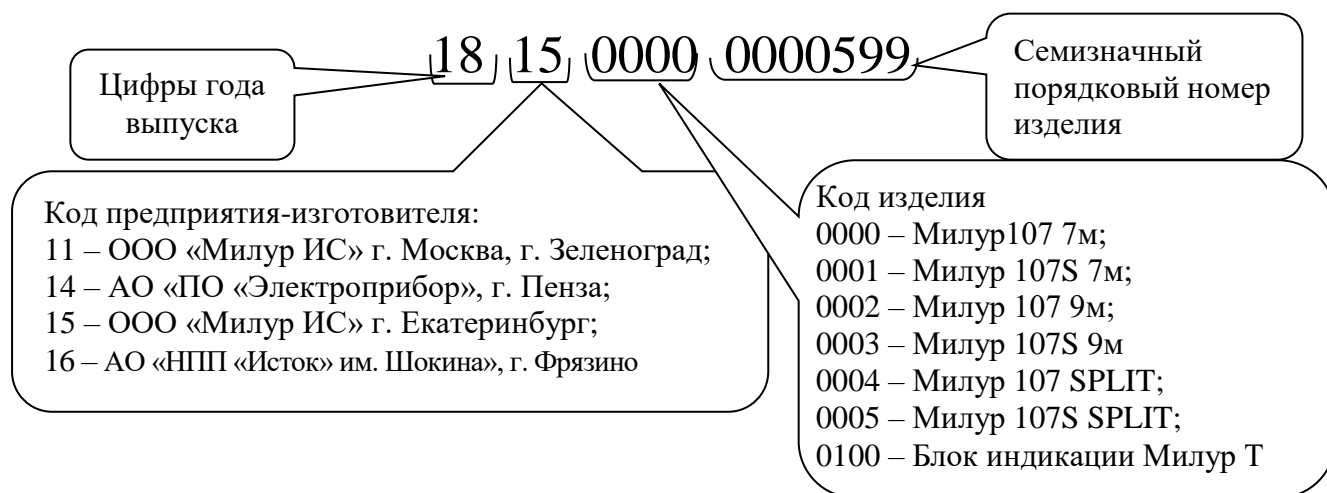 18 15 0000 0000599
Цифры года
выпуска
Семизначный
порядковый номер
изделия
Код предприятия-изготовителя:
11 – ООО «Милур ИС» г. Москва, г. Зеленоград;
14 – АО «ПО «Электроприбор», г. Пенза;
15 – ООО «Милур ИС» г. Екатеринбург;
16 – АО «НПП «Исток» им. Шокина», г. Фрязино
Код изделия
0000 – Милур107 7м;
0001 – Милур 107S 7м;
0002 – Милур 107 9м;
0003 – Милур 107S 9м
0004 – Милур 107 SPLIT;
0005 – Милур 107S SPLIT;
0100 – Блок индикации Милур Т